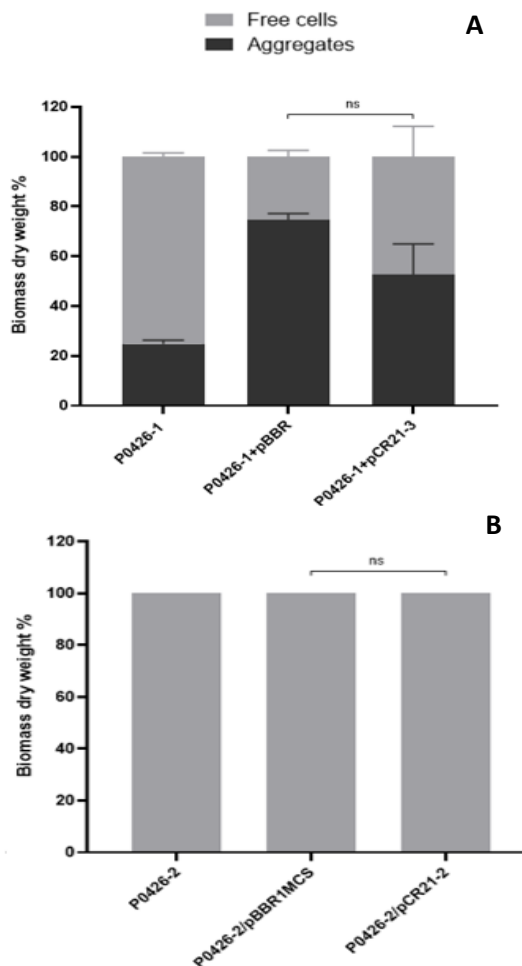 Free cells
Aggregates
A
ns
120
100
80
60
40
20
0
Biomass dry weight %
P0426-1
P0426-1+pBBR
P0426-1+pCR21-3
B
ns
120
100
80
60
40
20
0
Biomass dry weight %
P0426-2
P0426-2/pBBR1MCS
P0426-2/pCR21-2